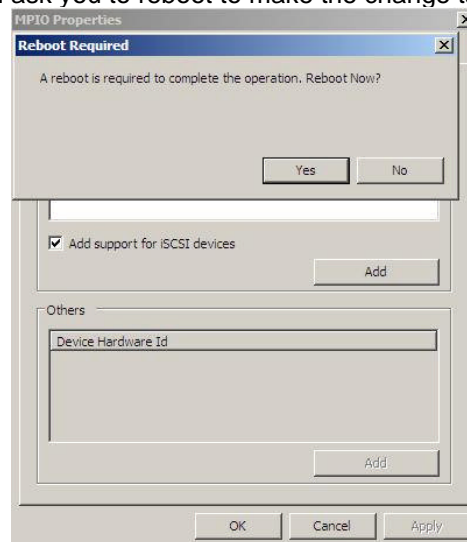 ask you to reboot to make the change
MPIO Properties
Reboot Required
A reboot is required to complete the operation. Reboot Now?
Yes No
Add support for iSCSI devices
Add
Others
Device Hardware Id
Add
OK Cancel Apply